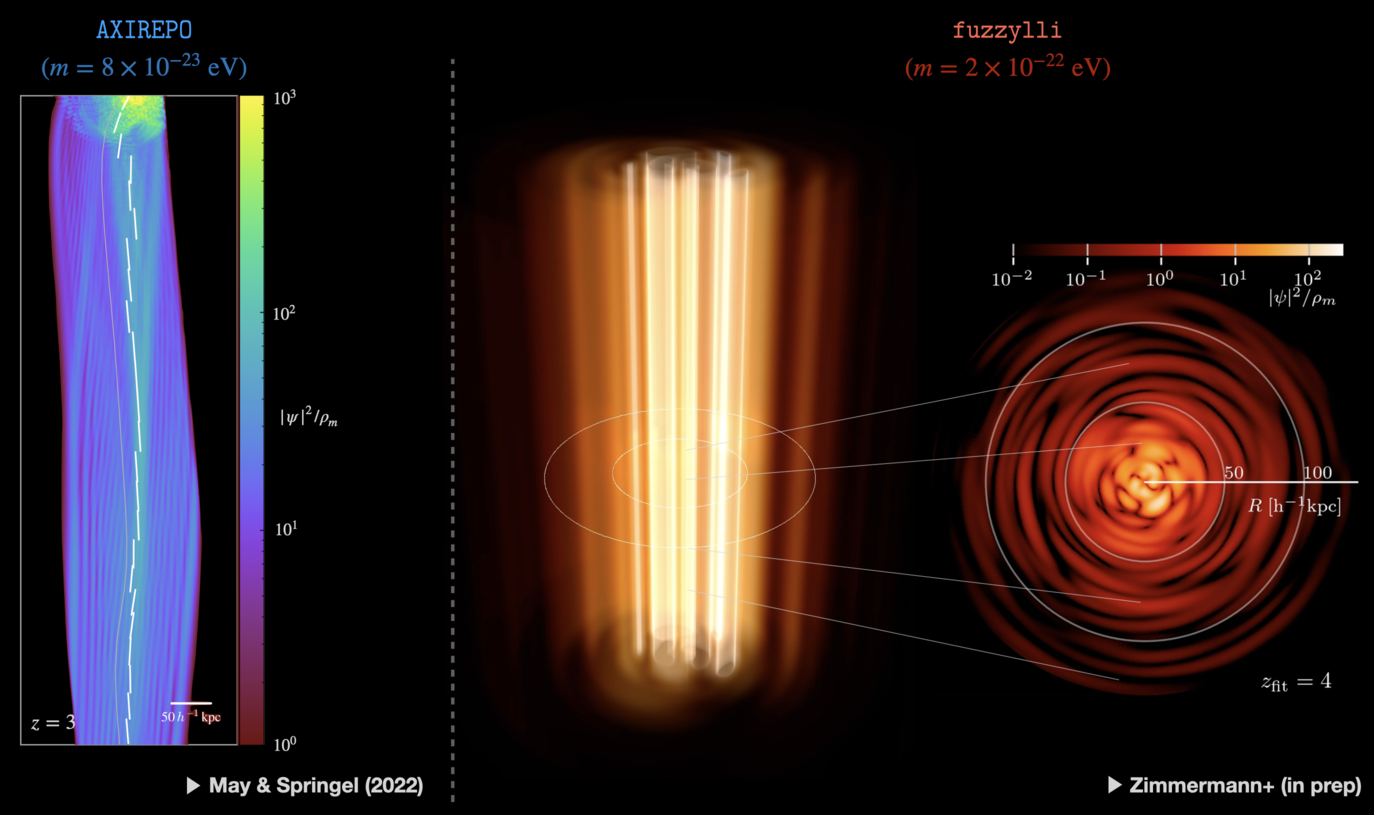 AXIREPO
(m = 8 × 10⁻²³ eV)
10³
10²
|ψ|²/ρₘ
10¹
10⁰
z = 3
50 h⁻¹ kpc
▶ May & Springel (2022)
fuzzylli
(m = 2 × 10⁻²² eV)
10⁻² 10⁻¹ 10⁰ 10¹ 10²
|ψ|²/ρₘ
50 100
R [h⁻¹kpc]
z_fit = 4
▶ Zimmermann+ (in prep)